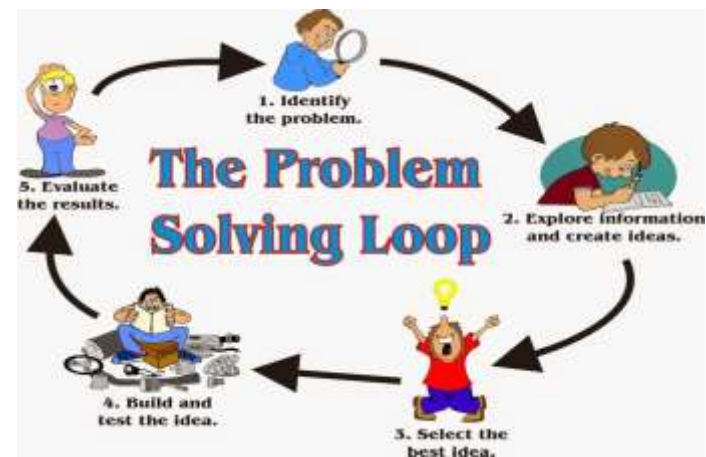 1. Identify
the problem.
The Problem
Solving Loop
2. Explore information
and create ideas.
3. Select the
best idea.
4. Build and
test the idea.
5. Evaluate
the results.